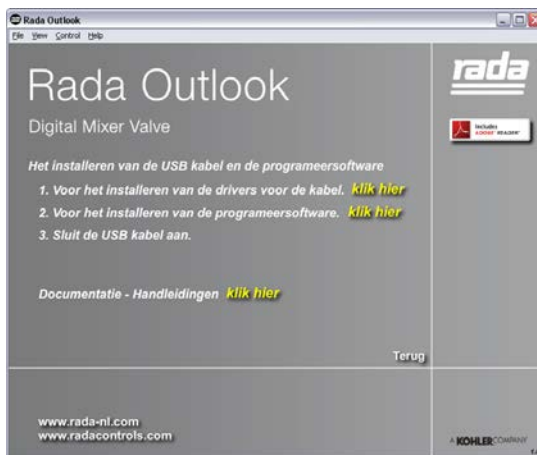 Rada Outlook
File View Control Help
Rada Outlook
rada
Digital Mixer Valve
Includes
ADOBE® READER®
Het installeren van de USB kabel en de programeersoftware
1. Voor het installeren van de drivers voor de kabel. klik hier
2. Voor het installeren van de programeersoftware. klik hier
3. Sluit de USB kabel aan.
Documentatie - Handleidingen klik hier
Terug
www.rada-nl.com
www.radacontrols.com
A KOHLER COMPANY